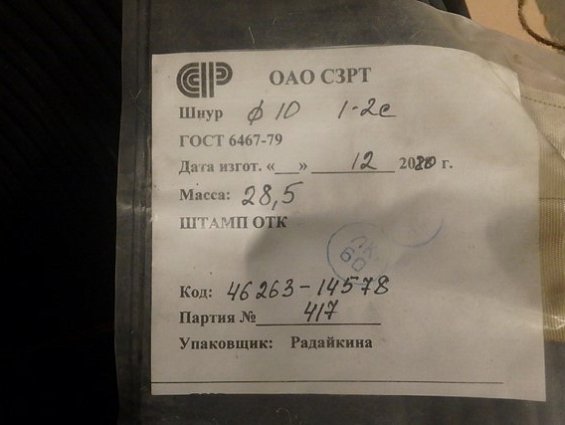 ОАО СЗРТ
Шнур ф 10 1-2с
ГОСТ 6467-79
Дата изгот. «__» 12 20 г.
Масса: 28,5
ШТАМП ОТК
Код: 46263-14578
Партия № 417
Упаковщик: Радайкина